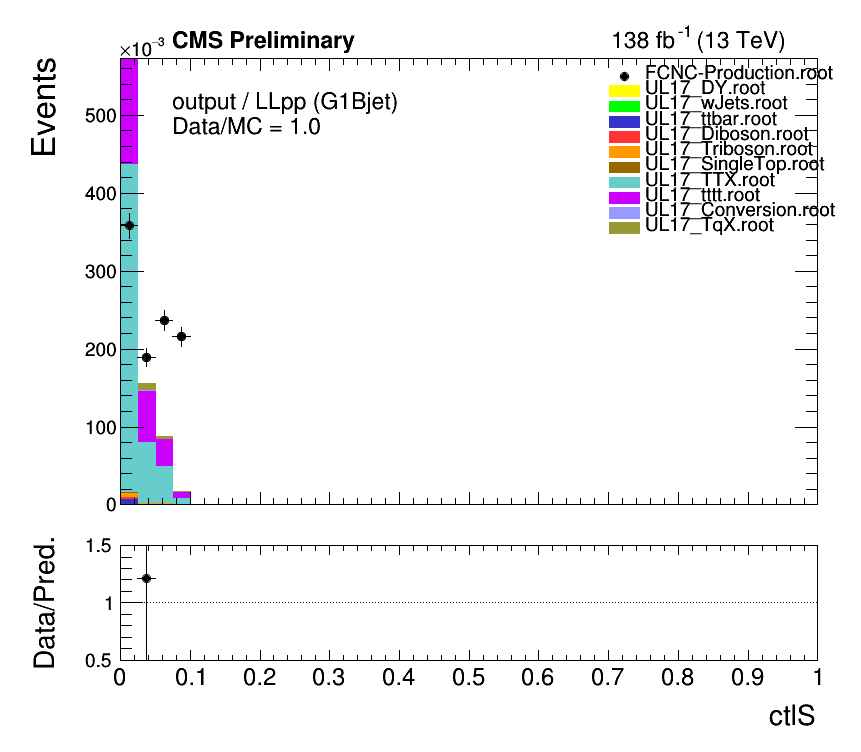 ×10⁻³ CMS Preliminary 138 fb⁻¹ (13 TeV)
Events
output / LLpp (G1Bjet)
Data/MC = 1.0
FCNC-Production.root
UL17_DY.root
UL17_wJets.root
UL17_ttbar.root
UL17_Diboson.root
UL17_Triboson.root
UL17_SingleTop.root
UL17_TTX.root
UL17_tttt.root
UL17_Conversion.root
UL17_TqX.root
500
400
300
200
100
0
Data/Pred.
1.5
1
0.5
0 0.1 0.2 0.3 0.4 0.5 0.6 0.7 0.8 0.9 1
ctlS